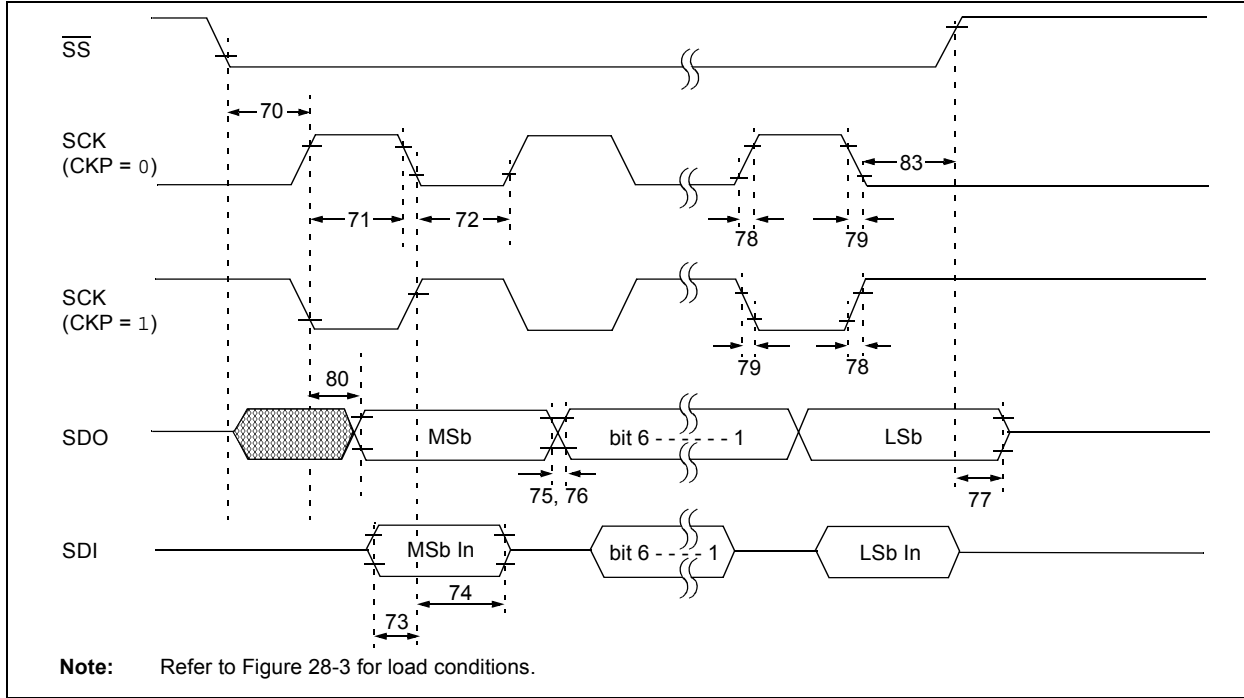 SS
70
SCK
(CKP = 0)
83
71
72
78
79
SCK
(CKP = 1)
79
78
80
SDO
MSb
bit 6 - - - - - - 1
LSb
75, 76
77
SDI
MSb In
bit 6 - - - - 1
LSb In
74
73
Note: Refer to Figure 28-3 for load conditions.